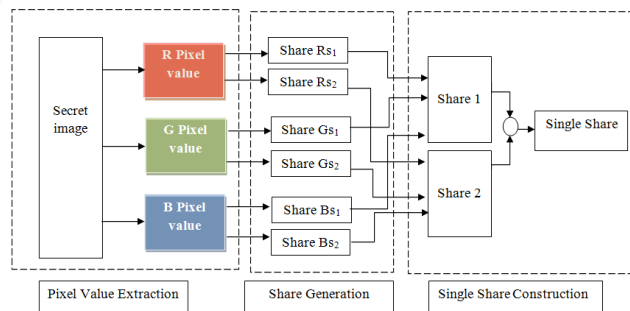 Secret
image
R Pixel
value
G Pixel
value
B Pixel
value
Share Rs1
Share Rs2
Share Gs1
Share Gs2
Share Bs1
Share Bs2
Share 1
Share 2
Single Share
Pixel Value Extraction
Share Generation
Single Share Construction